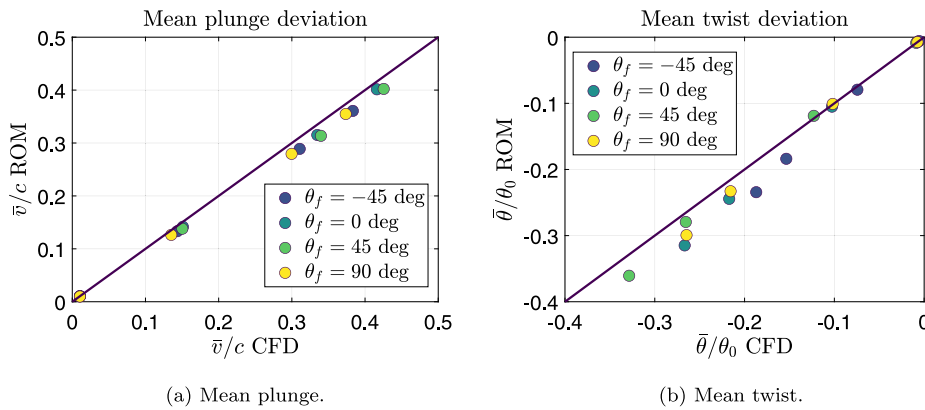 Mean plunge deviation
0.5
0.4
0.3
0.2
0.1
0
v̄/c ROM
θ_f = −45 deg
θ_f = 0 deg
θ_f = 45 deg
θ_f = 90 deg
0 0.1 0.2 0.3 0.4 0.5
v̄/c CFD
(a) Mean plunge.
Mean twist deviation
0
-0.1
-0.2
-0.3
-0.4
θ̄/θ₀ ROM
θ_f = −45 deg
θ_f = 0 deg
θ_f = 45 deg
θ_f = 90 deg
-0.4 -0.3 -0.2 -0.1 0
θ̄/θ₀ CFD
(b) Mean twist.